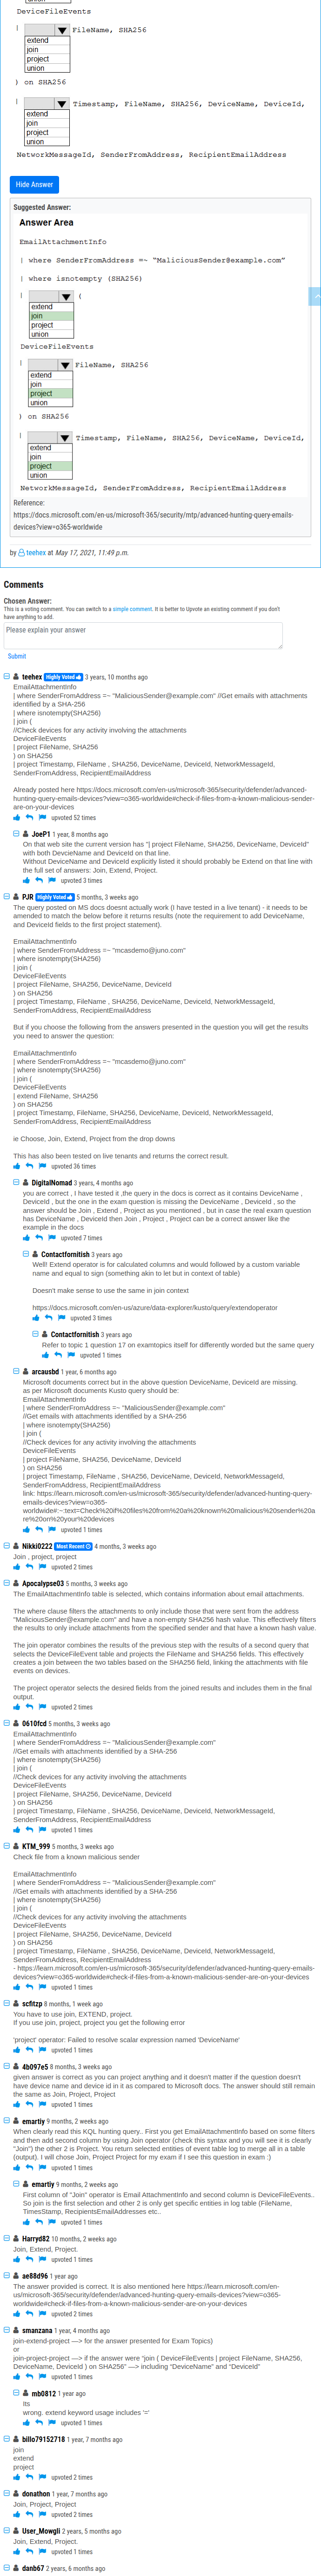 DeviceFileEvents
| FileName, SHA256
extend
join
project
union
) on SHA256
| Timestamp, FileName, SHA256, DeviceName, DeviceId,
extend
join
project
union
NetworkMessageId, SenderFromAddress, RecipientEmailAddress
Hide Answer
Suggested Answer:
Answer Area
EmailAttachmentInfo
| where SenderFromAddress =~ "MaliciousSender@example.com"
| where isnotempty (SHA256)
| (
extend
join
project
union
DeviceFileEvents
| FileName, SHA256
extend
join
project
union
) on SHA256
| Timestamp, FileName, SHA256, DeviceName, DeviceId,
extend
join
project
union
NetworkMessageId, SenderFromAddress, RecipientEmailAddress
Reference:
https://docs.microsoft.com/en-us/microsoft-365/security/mtp/advanced-hunting-query-emails-
devices?view=o365-worldwide
by teehex at May 17, 2021, 11:49 p.m.
Comments
Chosen Answer:
This is a voting comment. You can switch to a simple comment. It is better to Upvote an existing comment if you don't
have anything to add.
Please explain your answer
Submit
teehex Highly Voted 3 years, 10 months ago
EmailAttachmentInfo
| where SenderFromAddress =~ "MaliciousSender@example.com" //Get emails with attachments
identified by a SHA-256
| where isnotempty(SHA256)
| join (
//Check devices for any activity involving the attachments
DeviceFileEvents
| project FileName, SHA256
) on SHA256
| project Timestamp, FileName , SHA256, DeviceName, DeviceId, NetworkMessageId,
SenderFromAddress, RecipientEmailAddress
Already posted here https://docs.microsoft.com/en-us/microsoft-365/security/defender/advanced-
hunting-query-emails-devices?view=o365-worldwide#check-if-files-from-a-known-malicious-sender-
are-on-your-devices
upvoted 52 times
JoeP1 1 year, 8 months ago
On that web site the current version has "| project FileName, SHA256, DeviceName, DeviceId"
with both DevcieName and DeviceId on that line.
Without DeviceName and DeviceId explicitly listed it should probably be Extend on that line with
the full set of answers: Join, Extend, Project.
upvoted 3 times
PJR Highly Voted 5 months, 3 weeks ago
The query posted on MS docs doesnt actually work (I have tested in a live tenant) - it needs to be
amended to match the below before it returns results (note the requirement to add DeviceName,
and DeviceId fields to the first project statement).
EmailAttachmentInfo
| where SenderFromAddress =~ "mcasdemo@juno.com"
| where isnotempty(SHA256)
| join (
DeviceFileEvents
| project FileName, SHA256, DeviceName, DeviceId
) on SHA256
| project Timestamp, FileName , SHA256, DeviceName, DeviceId, NetworkMessageId,
SenderFromAddress, RecipientEmailAddress
But if you choose the following from the answers presented in the question you will get the results
you need to answer the question:
EmailAttachmentInfo
| where SenderFromAddress =~ "mcasdemo@juno.com"
| where isnotempty(SHA256)
| join (
DeviceFileEvents
| extend FileName, SHA256
) on SHA256
| project Timestamp, FileName, SHA256, DeviceName, DeviceId, NetworkMessageId,
SenderFromAddress, RecipientEmailAddress
ie Choose, Join, Extend, Project from the drop downs
This has also been tested on live tenants and returns the correct result.
upvoted 36 times
DigitalNomad 3 years, 4 months ago
you are correct , I have tested it ,the query in the docs is correct as it contains DeviceName ,
DeviceId , but the one in the exam question is missing the DeviceName , DeviceId , so the
answer should be Join , Extend , Project as you mentioned , but in case the real exam question
has DeviceName , DeviceId then Join , Project , Project can be a correct answer like the
example in the docs
upvoted 7 times
Contactfornitish 3 years ago
Well! Extend operator is for calculated columns and would followed by a custom variable
name and equal to sign (something akin to let but in context of table)
Doesn't make sense to use the same in join context
https://docs.microsoft.com/en-us/azure/data-explorer/kusto/query/extendoperator
upvoted 3 times
Contactfornitish 3 years ago
Refer to topic 1 question 17 on examtopics itself for differently worded but the same query
upvoted 1 times
arcausbd 1 year, 6 months ago
Microsoft documents correct but in the above question DeviceName, DeviceId are missing.
as per Microsoft documents Kusto query should be:
EmailAttachmentInfo
| where SenderFromAddress =~ "MaliciousSender@example.com"
//Get emails with attachments identified by a SHA-256
| where isnotempty(SHA256)
| join (
//Check devices for any activity involving the attachments
DeviceFileEvents
| project FileName, SHA256, DeviceName, DeviceId
) on SHA256
| project Timestamp, FileName , SHA256, DeviceName, DeviceId, NetworkMessageId,
SenderFromAddress, RecipientEmailAddress
link: https://learn.microsoft.com/en-us/microsoft-365/security/defender/advanced-hunting-query-
emails-devices?view=o365-
worldwide#:~:text=Check%20if%20files%20from%20a%20known%20malicious%20sender%20a
re%20on%20your%20devices
upvoted 1 times
Nikki0222 Most Recent 4 months, 3 weeks ago
Join , project, project
upvoted 2 times
Apocalypse03 5 months, 3 weeks ago
The EmailAttachmentInfo table is selected, which contains information about email attachments.
The where clause filters the attachments to only include those that were sent from the address
"MaliciousSender@example.com" and have a non-empty SHA256 hash value. This effectively filters
the results to only include attachments from the specified sender and that have a known hash value.
The join operator combines the results of the previous step with the results of a second query that
selects the DeviceFileEvent table and projects the FileName and SHA256 fields. This effectively
creates a join between the two tables based on the SHA256 field, linking the attachments with file
events on devices.
The project operator selects the desired fields from the joined results and includes them in the final
output.
upvoted 2 times
0610fcd 5 months, 3 weeks ago
EmailAttachmentInfo
| where SenderFromAddress =~ "MaliciousSender@example.com"
//Get emails with attachments identified by a SHA-256
| where isnotempty(SHA256)
| join (
//Check devices for any activity involving the attachments
DeviceFileEvents
| project FileName, SHA256, DeviceName, DeviceId
) on SHA256
| project Timestamp, FileName , SHA256, DeviceName, DeviceId, NetworkMessageId,
SenderFromAddress, RecipientEmailAddress
upvoted 1 times
KTM_999 5 months, 3 weeks ago
Check file from a known malicious sender
EmailAttachmentInfo
| where SenderFromAddress =~ "MaliciousSender@example.com"
//Get emails with attachments identified by a SHA-256
| where isnotempty(SHA256)
| join (
//Check devices for any activity involving the attachments
DeviceFileEvents
| project FileName, SHA256, DeviceName, DeviceId
) on SHA256
| project Timestamp, FileName , SHA256, DeviceName, DeviceId, NetworkMessageId,
SenderFromAddress, RecipientEmailAddress
- https://learn.microsoft.com/en-us/microsoft-365/security/defender/advanced-hunting-query-emails-
devices?view=o365-worldwide#check-if-files-from-a-known-malicious-sender-are-on-your-devices
upvoted 1 times
scfitzp 8 months, 1 week ago
You have to use join, EXTEND, project.
If you use join, project, project you get the following error
'project' operator: Failed to resolve scalar expression named 'DeviceName'
upvoted 1 times
4b097e5 8 months, 3 weeks ago
given answer is correct as you can project anything and it doesn't matter if the question doesn't
have device name and device id in it as compared to Microsoft docs. The answer should still remain
the same as Join, Project, Project
upvoted 1 times
emartiy 9 months, 2 weeks ago
When clearly read this KQL hunting query.. First you get EmailAttachmentInfo based on some filters
and then add second column by using Join operator (check this syntax and you will see it is clearly
"Join") the other 2 is Project. You return selected entities of event table log to merge all in a table
(output). I will chose Join, Project Project for my exam if I see this question in exam :)
upvoted 1 times
emartiy 9 months, 2 weeks ago
First column of "Join" operator is Email AttachmentInfo and second column is DeviceFileEvents..
So join is the first selection and other 2 is only get specific entities in log table (FileName,
TimesStamp, RecipientsEmailAddresses etc..
upvoted 1 times
Harryd82 10 months, 2 weeks ago
Join, Extend, Project.
upvoted 1 times
ae88d96 1 year ago
The answer provided is correct. It is also mentioned here https://learn.microsoft.com/en-
us/microsoft-365/security/defender/advanced-hunting-query-emails-devices?view=o365-
worldwide#check-if-files-from-a-known-malicious-sender-are-on-your-devices
upvoted 2 times
smanzana 1 year, 4 months ago
join-extend-project —> for the answer presented for Exam Topics)
or
join-project-project —> if the answer were "join ( DeviceFileEvents | project FileName, SHA256,
DeviceName, DeviceId ) on SHA256" —> including "DeviceName" and "DeviceId"
upvoted 1 times
mb0812 1 year ago
Its
wrong. extend keyword usage includes '='
upvoted 1 times
billo79152718 1 year, 7 months ago
join
extend
project
upvoted 2 times
donathon 1 year, 7 months ago
Join, Project, Project
upvoted 2 times
User_Mowgli 2 years, 5 months ago
Join, Extend, Project.
upvoted 1 times
danb67 2 years, 6 months ago